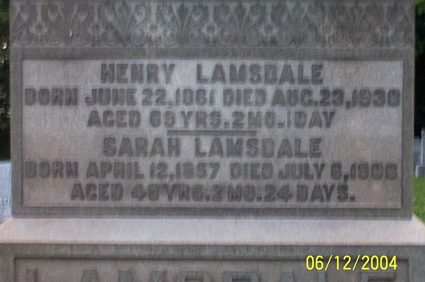 HENRY LAMSDALE
BORN JUNE 22, 1861 DIED AUG. 23, 1930
AGED 69 YRS. 2 MO. 1 DAY
SARAH LAMSDALE
BORN APRIL 12, 1857 DIED JULY 6, 1906
AGED 49 YRS. 2 MO. 24 DAYS.
LAMSDALE
06/12/2004